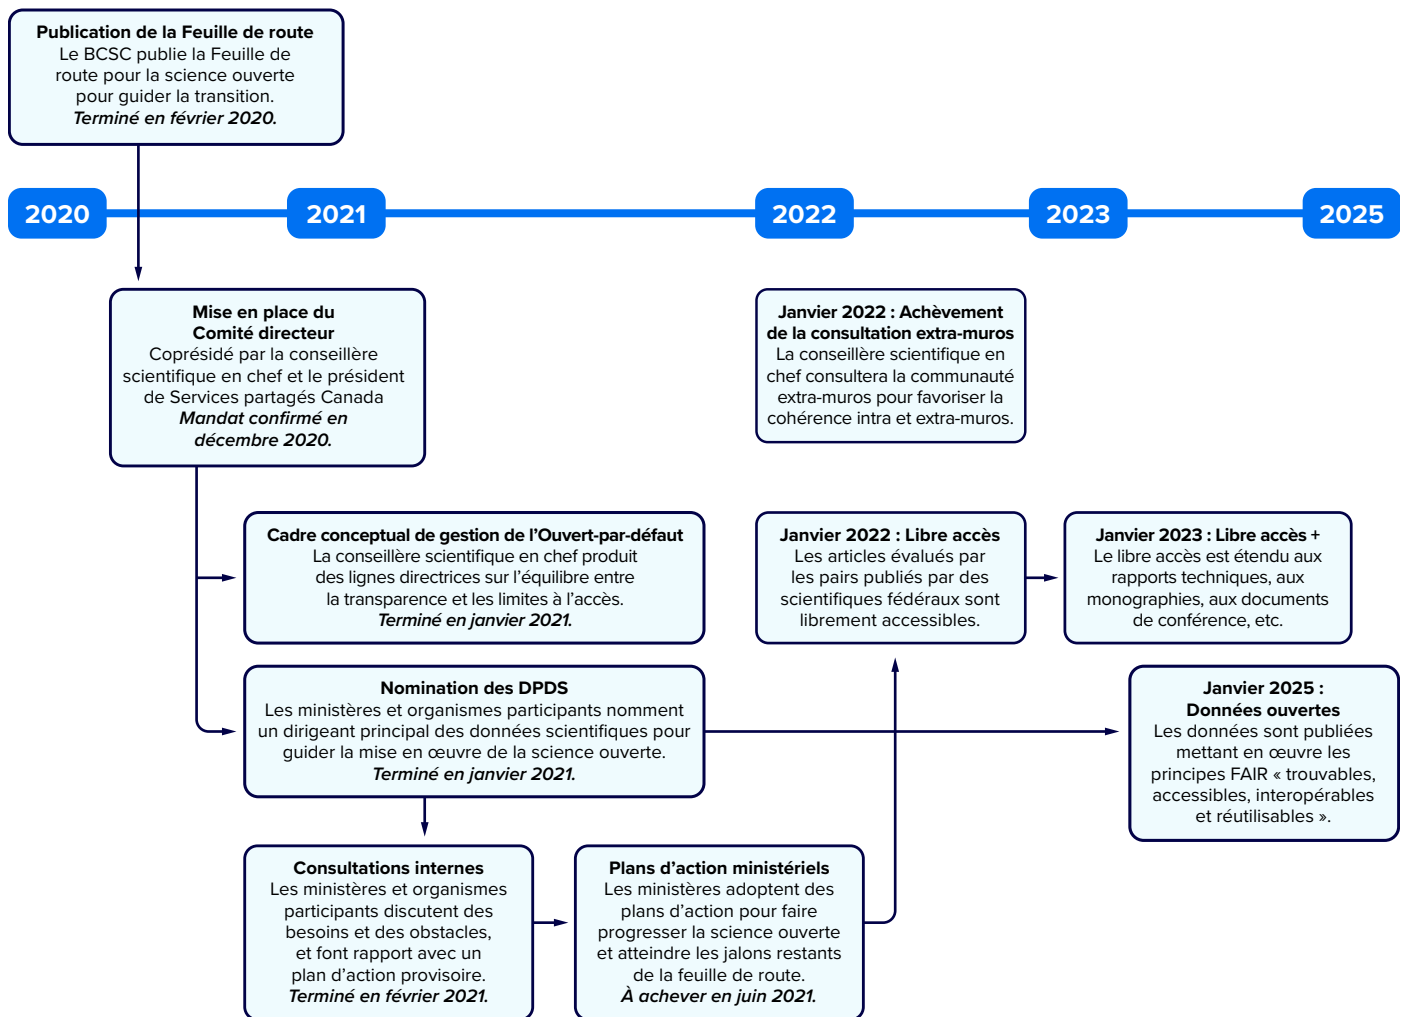 Publication de la Feuille de route
Le BCSC publie la Feuille de
route pour la science ouverte
pour guider la transition.
Terminé en février 2020.
2020
2021
2022
2023
2025
Mise en place du
Comité directeur
Coprésidé par la conseillère
scientifique en chef et le président
de Services partagés Canada
Mandat confirmé en
décembre 2020.
Janvier 2022 : Achèvement
de la consultation extra-muros
La conseillère scientifique en
chef consultera la communauté
extra-muros pour favoriser la
cohérence intra et extra-muros.
Cadre conceptual de gestion de l’Ouvert-par-défaut
La conseillère scientifique en chef produit
des lignes directrices sur l’équilibre entre
la transparence et les limites à l’accès.
Terminé en janvier 2021.
Janvier 2022 : Libre accès
Les articles évalués par
les pairs publiés par des
scientifiques fédéraux sont
librement accessibles.
Janvier 2023 : Libre accès +
Le libre accès est étendu aux
rapports techniques, aux
monographies, aux documents
de conférence, etc.
Nomination des DPDS
Les ministères et organismes participants nomment
un dirigeant principal des données scientifiques pour
guider la mise en œuvre de la science ouverte.
Terminé en janvier 2021.
Janvier 2025 :
Données ouvertes
Les données sont publiées
mettant en œuvre les
principes FAIR « trouvables,
accessibles, interopérables
et réutilisables ».
Consultations internes
Les ministères et organismes
participants discutent des
besoins et des obstacles,
et font rapport avec un
plan d’action provisoire.
Terminé en février 2021.
Plans d’action ministériels
Les ministères adoptent des
plans d’action pour faire
progresser la science ouverte
et atteindre les jalons restants
de la feuille de route.
À achever en juin 2021.